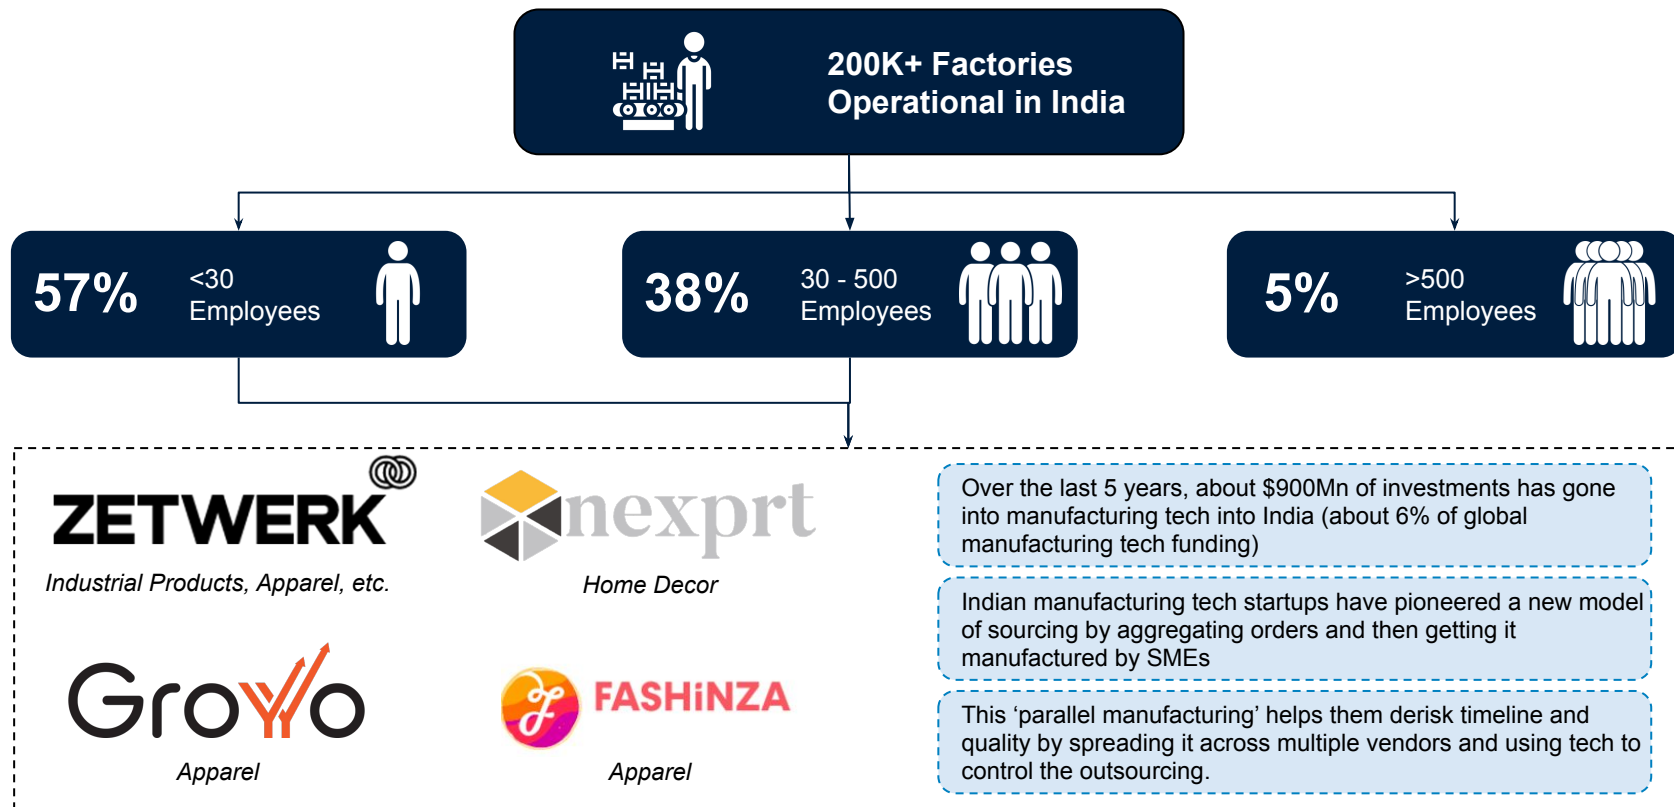 200K+ Factories
Operational in India
57%
<30
Employees
38%
30 - 500
Employees
5%
>500
Employees
ZETWERK
Industrial Products, Apparel, etc.
nexprt
Home Decor
Growo
Apparel
FASHiNZA
Apparel
Over the last 5 years, about $900Mn of investments has gone
into manufacturing tech into India (about 6% of global
manufacturing tech funding)
Indian manufacturing tech startups have pioneered a new model
of sourcing by aggregating orders and then getting it
manufactured by SMEs
This ‘parallel manufacturing’ helps them derisk timeline and
quality by spreading it across multiple vendors and using tech to
control the outsourcing.